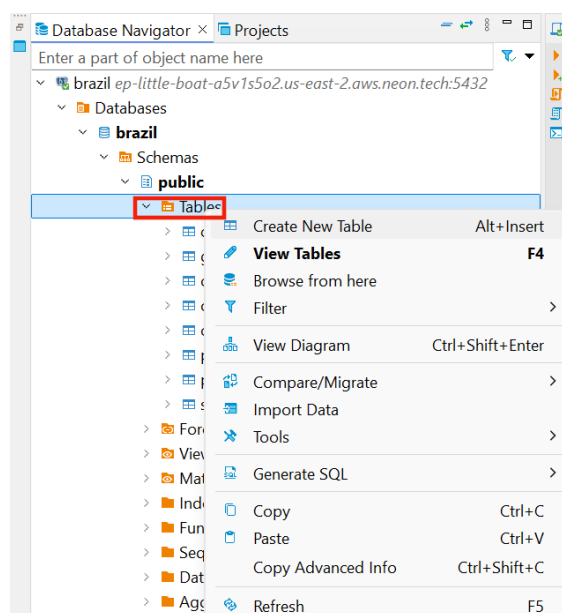 Database Navigator × Projects
Enter a part of object name here
brazil ep-little-boat-a5v1s5o2.us-east-2.aws.neon.tech:5432
Databases
brazil
Schemas
public
Tables
Create New Table Alt+Insert
View Tables F4
Browse from here
Filter
View Diagram Ctrl+Shift+Enter
Compare/Migrate
Import Data
Tools
Generate SQL
Copy Ctrl+C
Paste Ctrl+V
Copy Advanced Info Ctrl+Shift+C
Refresh F5